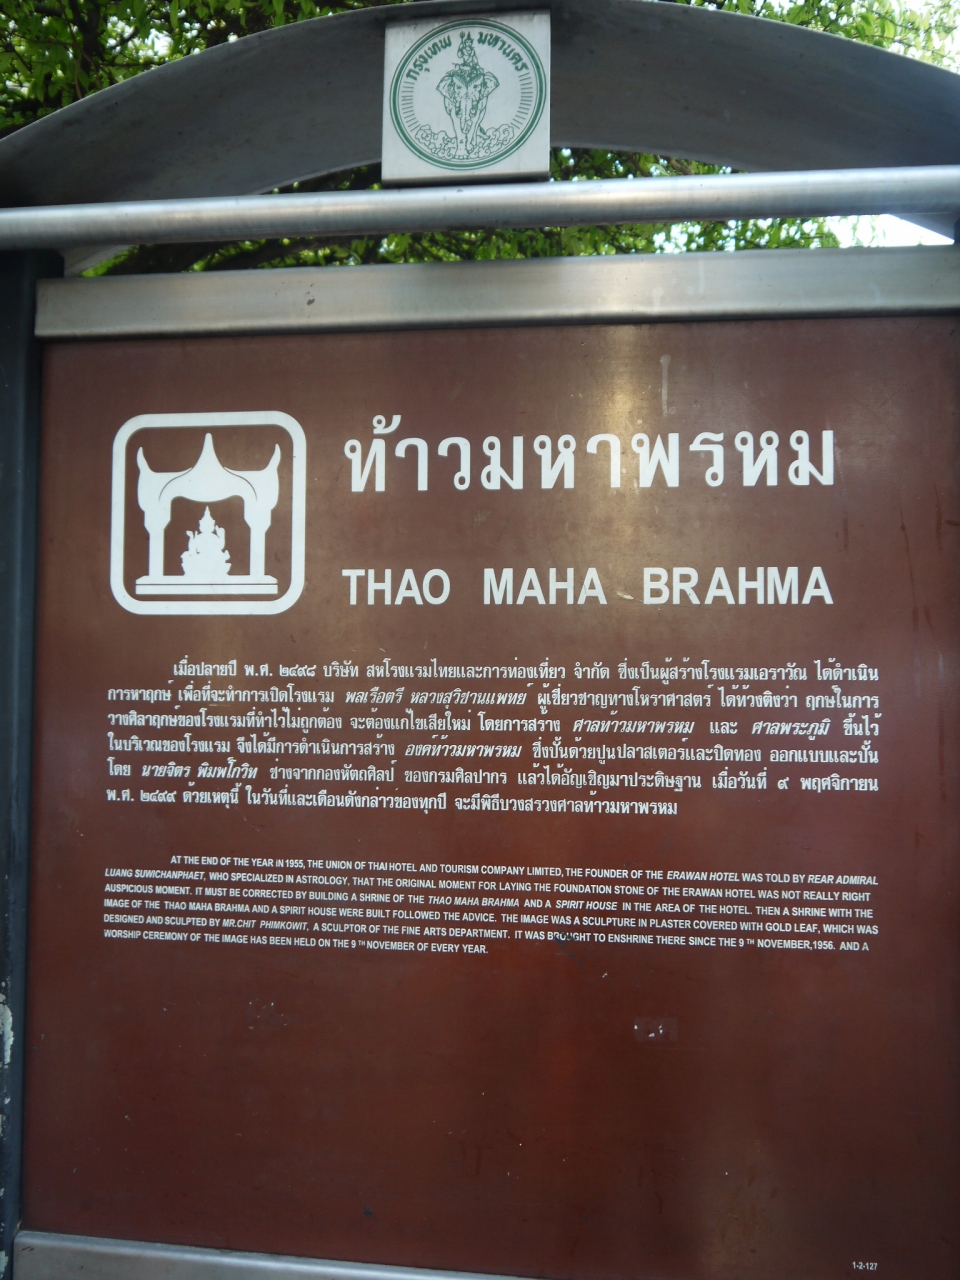 กรุงเทพ มหานคร
ท้าวมหาพรหม
THAO MAHA BRAHMA
เมื่อปลายปี พ.ศ. ๒๔๙๘ บริษัท สหโรงแรมไทยและการท่องเที่ยว จำกัด ซึ่งเป็นผู้สร้างโรงแรมเอราวัณ ได้ดำเนิน
การหาฤกษ์ เพื่อที่จะทำการเปิดโรงแรม พลเรือตรี หลวงสุวิชานแพทย์ ผู้เชี่ยวชาญทางโหราศาสตร์ ได้ท้วงติงว่า ฤกษ์ในการ
วางศิลาฤกษ์ของโรงแรมที่ทำไว้ไม่ถูกต้อง จะต้องแก้ไขเสียใหม่ โดยการสร้าง ศาลท้าวมหาพรหม และ ศาลพระภูมิ ขึ้นไว้
ในบริเวณของโรงแรม จึงได้มีการดำเนินการสร้าง องค์ท้าวมหาพรหม ซึ่งปั้นด้วยปูนปลาสเตอร์และปิดทอง ออกแบบและปั้น
โดย นายจิตร พิมพ์โกวิท ช่างจากกองหัตถศิลป์ ของกรมศิลปากร แล้วได้อัญเชิญมาประดิษฐาน เมื่อวันที่ ๙ พฤศจิกายน
พ.ศ. ๒๔๙๙ ด้วยเหตุนี้ ในวันที่และเดือนดังกล่าวของทุกปี จะมีพิธีบวงสรวงศาลท้าวมหาพรหม
AT THE END OF THE YEAR IN 1955, THE UNION OF THAI HOTEL AND TOURISM COMPANY LIMITED, THE FOUNDER OF THE ERAWAN HOTEL WAS TOLD BY REAR ADMIRAL
LUANG SUWICHANPHAET, WHO SPECIALIZED IN ASTROLOGY, THAT THE ORIGINAL MOMENT FOR LAYING THE FOUNDATION STONE OF THE ERAWAN HOTEL WAS NOT REALLY RIGHT
AUSPICIOUS MOMENT. IT MUST BE CORRECTED BY BUILDING A SHRINE OF THE THAO MAHA BRAHMA AND A SPIRIT HOUSE IN THE AREA OF THE HOTEL. THEN A SHRINE WITH THE
IMAGE OF THE THAO MAHA BRAHMA AND A SPIRIT HOUSE WERE BUILT FOLLOWED THE ADVICE. THE IMAGE WAS A SCULPTURE IN PLASTER COVERED WITH GOLD LEAF, WHICH WAS
DESIGNED AND SCULPTED BY MR.CHIT PHIMKOWIT, A SCULPTOR OF THE FINE ARTS DEPARTMENT. IT WAS BROUGHT TO ENSHRINE THERE SINCE THE 9 TH NOVEMBER,1956. AND A
WORSHIP CEREMONY OF THE IMAGE HAS BEEN HELD ON THE 9 TH NOVEMBER OF EVERY YEAR.
1-2-127